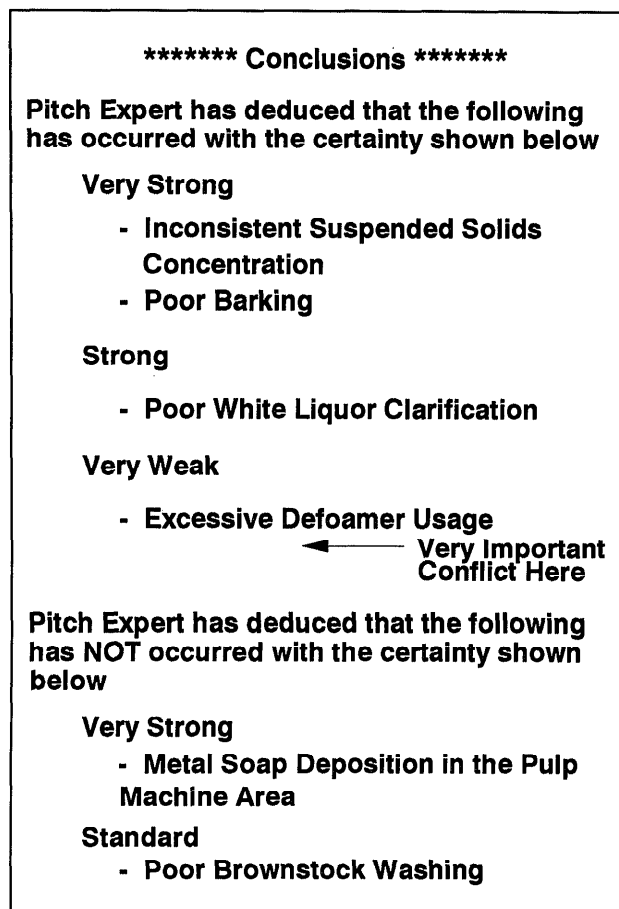 ******* Conclusions *******
Pitch Expert has deduced that the following
has occurred with the certainty shown below
Very Strong
- Inconsistent Suspended Solids
Concentration
- Poor Barking
Strong
- Poor White Liquor Clarification
Very Weak
- Excessive Defoamer Usage
Very Important
Conflict Here
Pitch Expert has deduced that the following
has NOT occurred with the certainty shown
below
Very Strong
- Metal Soap Deposition in the Pulp
Machine Area
Standard
- Poor Brownstock Washing